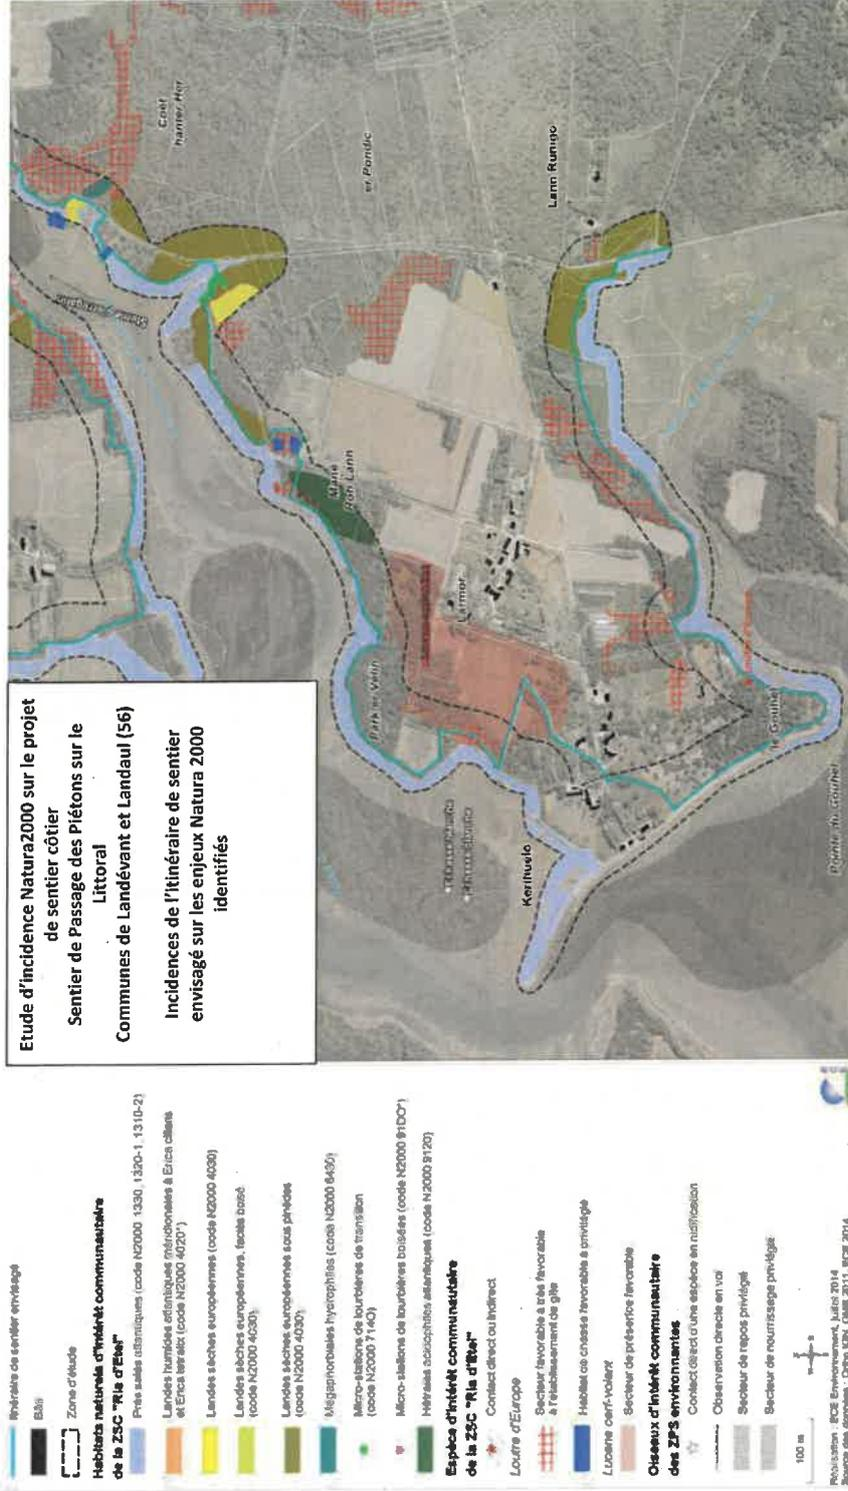 Etude d'incidence Natura2000 sur le projet
de sentier côtier
Sentier de Passage des Piétons sur le
Littoral
Communes de Landévant et Landaul (56)
Incidences de l'itinéraire de sentier
envisagé sur les enjeux Natura 2000
identifiés
Itinéraire de sentier envisagé
Bâti
Zone d'étude
Habitats naturels d'intérêt communautaire
de la ZSC "Ria d'Etel"
Prés salés atlantiques (code N2000 1330, 1320-1, 1310-2)
Landes humides atlantiques méridionales à Erica ciliaris
et Erica tetralix (code N2000 4020*)
Landes sèches européennes (code N2000 4030)
Landes sèches européennes, faciès boisé
(code N2000 4030)
Landes sèches européennes sous pinèdes
(code N2000 4030)
Mégaphorbiaies hydrophiles (code N2000 6430)
Micro-stations de tourbières de transition
(code N2000 7140)
Micro-stations de tourbières boisées (code N2000 91DO*)
Hêtraies acidophiles atlantiques (code N2000 9120)
Espèce d'intérêt communautaire
de la ZSC "Ria d'Etel"
Loutre d'Europe
Contact direct ou indirect
Secteur favorable à très favorable
à l'établissement de gîte
Habitat de chasse favorable à privilégié
Lucane cerf-volant
Secteur de présence favorable
Oiseaux d'intérêt communautaire
des ZPS environnantes
Contact direct d'une espèce en nidification
Observation directe en vol
Secteur de repos privilégié
Secteur de nourrissage privilégié
100 m
Réalisation : ECE Environnement, juillet 2014
Coët
er Pondic
Lann Runigo
Mané
Roh Lann
Larmor
Park er Velin
Kerihuelo
le Gouhel
Pointe du Gouhel